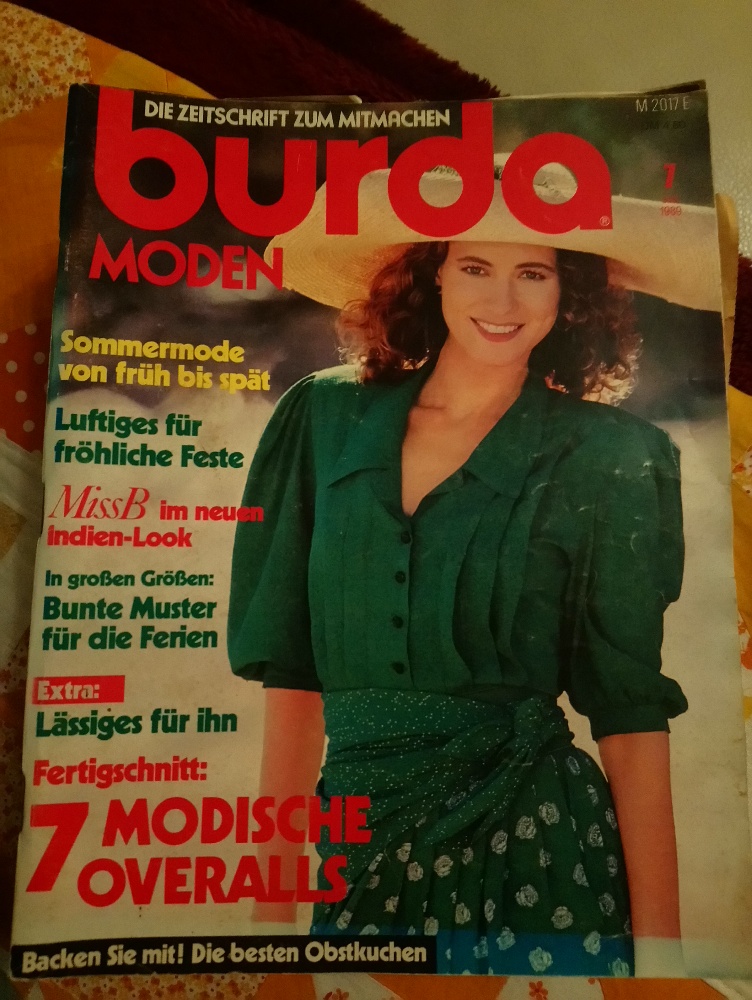 DIE ZEITSCHRIFT ZUM MITMACHEN
M 2017 E
burda
®
7
MODEN
Sommermode
von früh bis spät
Luftiges für
fröhliche Feste
MissB im neuen
Indien-Look
In großen Größen:
Bunte Muster
für die Ferien
Extra:
Lässiges für ihn
Fertigschnitt:
7 MODISCHE
OVERALLS
Backen Sie mit! Die besten Obstkuchen